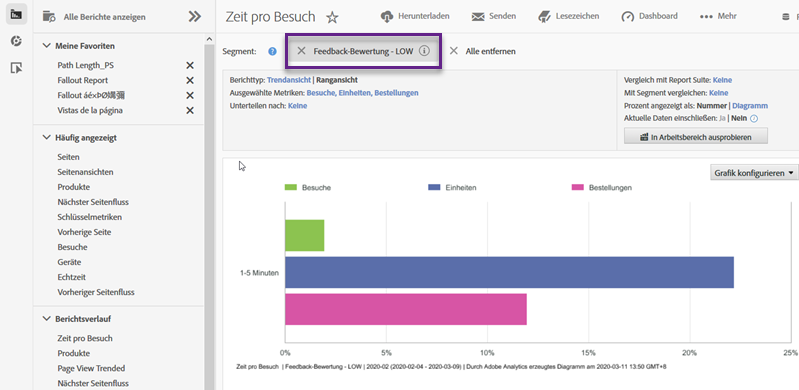 Alle Berichte anzeigen
Meine Favoriten
Path Length_PS
Fallout Report
Fallout áé×ÞØ媾彌
Vistas de la página
Häufig angezeigt
Seiten
Seitenansichten
Produkte
Nächster Seitenfluss
Schlüsselmetriken
Vorherige Seite
Besuche
Geräte
Echtzeit
Vorheriger Seitenfluss
Berichtsverlauf
Zeit pro Besuch
Produkte
Page View Trended
Nächster Seitenfluss
Zeit pro Besuch
Herunterladen
Senden
Lesezeichen
Dashboard
Mehr
Segment:
Feedback-Bewertung - LOW
Alle entfernen
Berichttyp: Trendansicht | Rangansicht
Ausgewählte Metriken: Besuche, Einheiten, Bestellungen
Unterteilen nach: Keine
Vergleich mit Report Suite: Keine
Mit Segment vergleichen: Keine
Prozent angezeigt als: Nummer | Diagramm
Aktuelle Daten einschließen: Ja | Nein
In Arbeitsbereich ausprobieren
Grafik konfigurieren
Besuche
Einheiten
Bestellungen
1-5 Minuten
0% 5% 10% 15% 20% 25%
Zeit pro Besuch | Feedback-Bewertung - LOW | 2020-02 (2020-02-04 - 2020-03-09) | Durch Adobe Analytics erzeugtes Diagramm am 2020-03-11 13:50 GMT+8